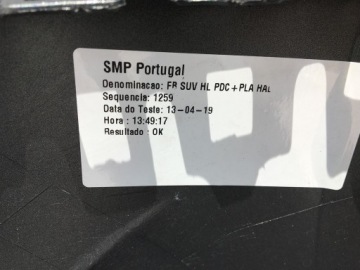 SMP Portugal
Denominacao: FR SUV HL PDC+PLA HAL
Sequencia: 1259
Data do Teste: 13-04-19
Hora : 13:49:17
Resultado : OK